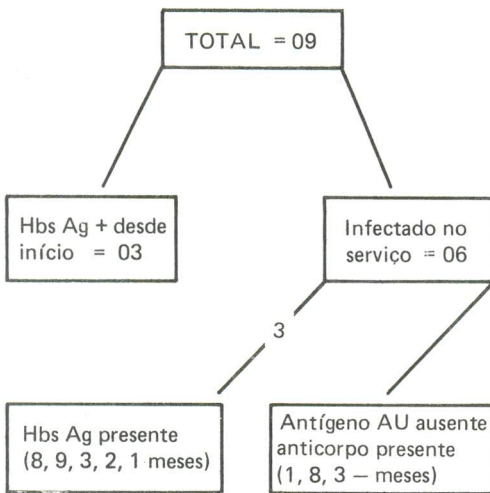 TOTAL = 09
Hbs Ag + desde
início = 03
Infectado no
serviço = 06
3
Hbs Ag presente
(8, 9, 3, 2, 1 meses)
Antígeno AU ausente
anticorpo presente
(1, 8, 3 — meses)